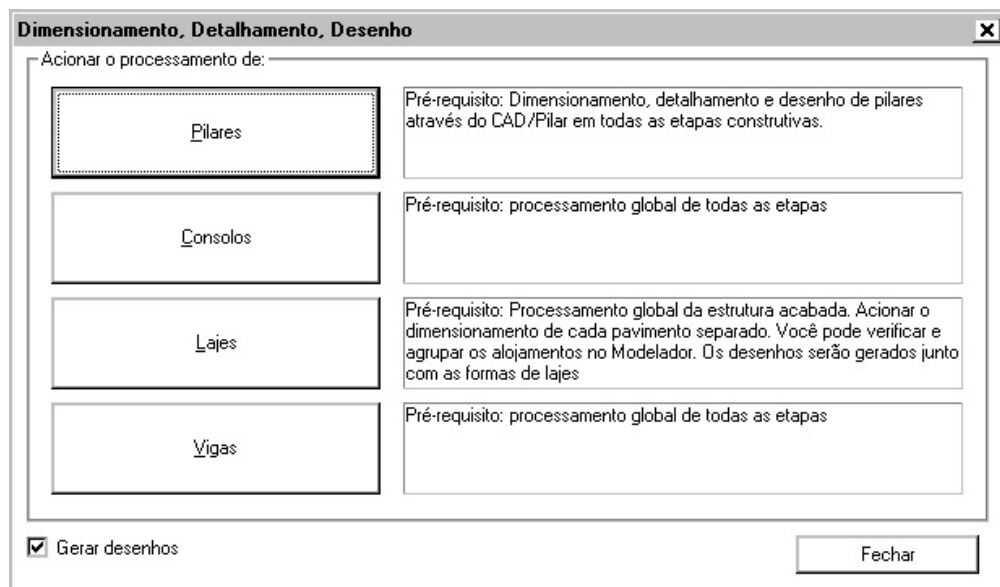 Dimensionamento, Detalhamento, Desenho
Acionar o processamento de:
Pilares
Pré-requisito: Dimensionamento, detalhamento e desenho de pilares
através do CAD/Pilar em todas as etapas construtivas.
Consolos
Pré-requisito: processamento global de todas as etapas
Lajes
Pré-requisito: Processamento global da estrutura acabada. Acionar o
dimensionamento de cada pavimento separado. Você pode verificar e
agrupar os alojamentos no Modelador. Os desenhos serão gerados junto
com as formas de lajes
Vigas
Pré-requisito: processamento global de todas as etapas
Gerar desenhos
Fechar